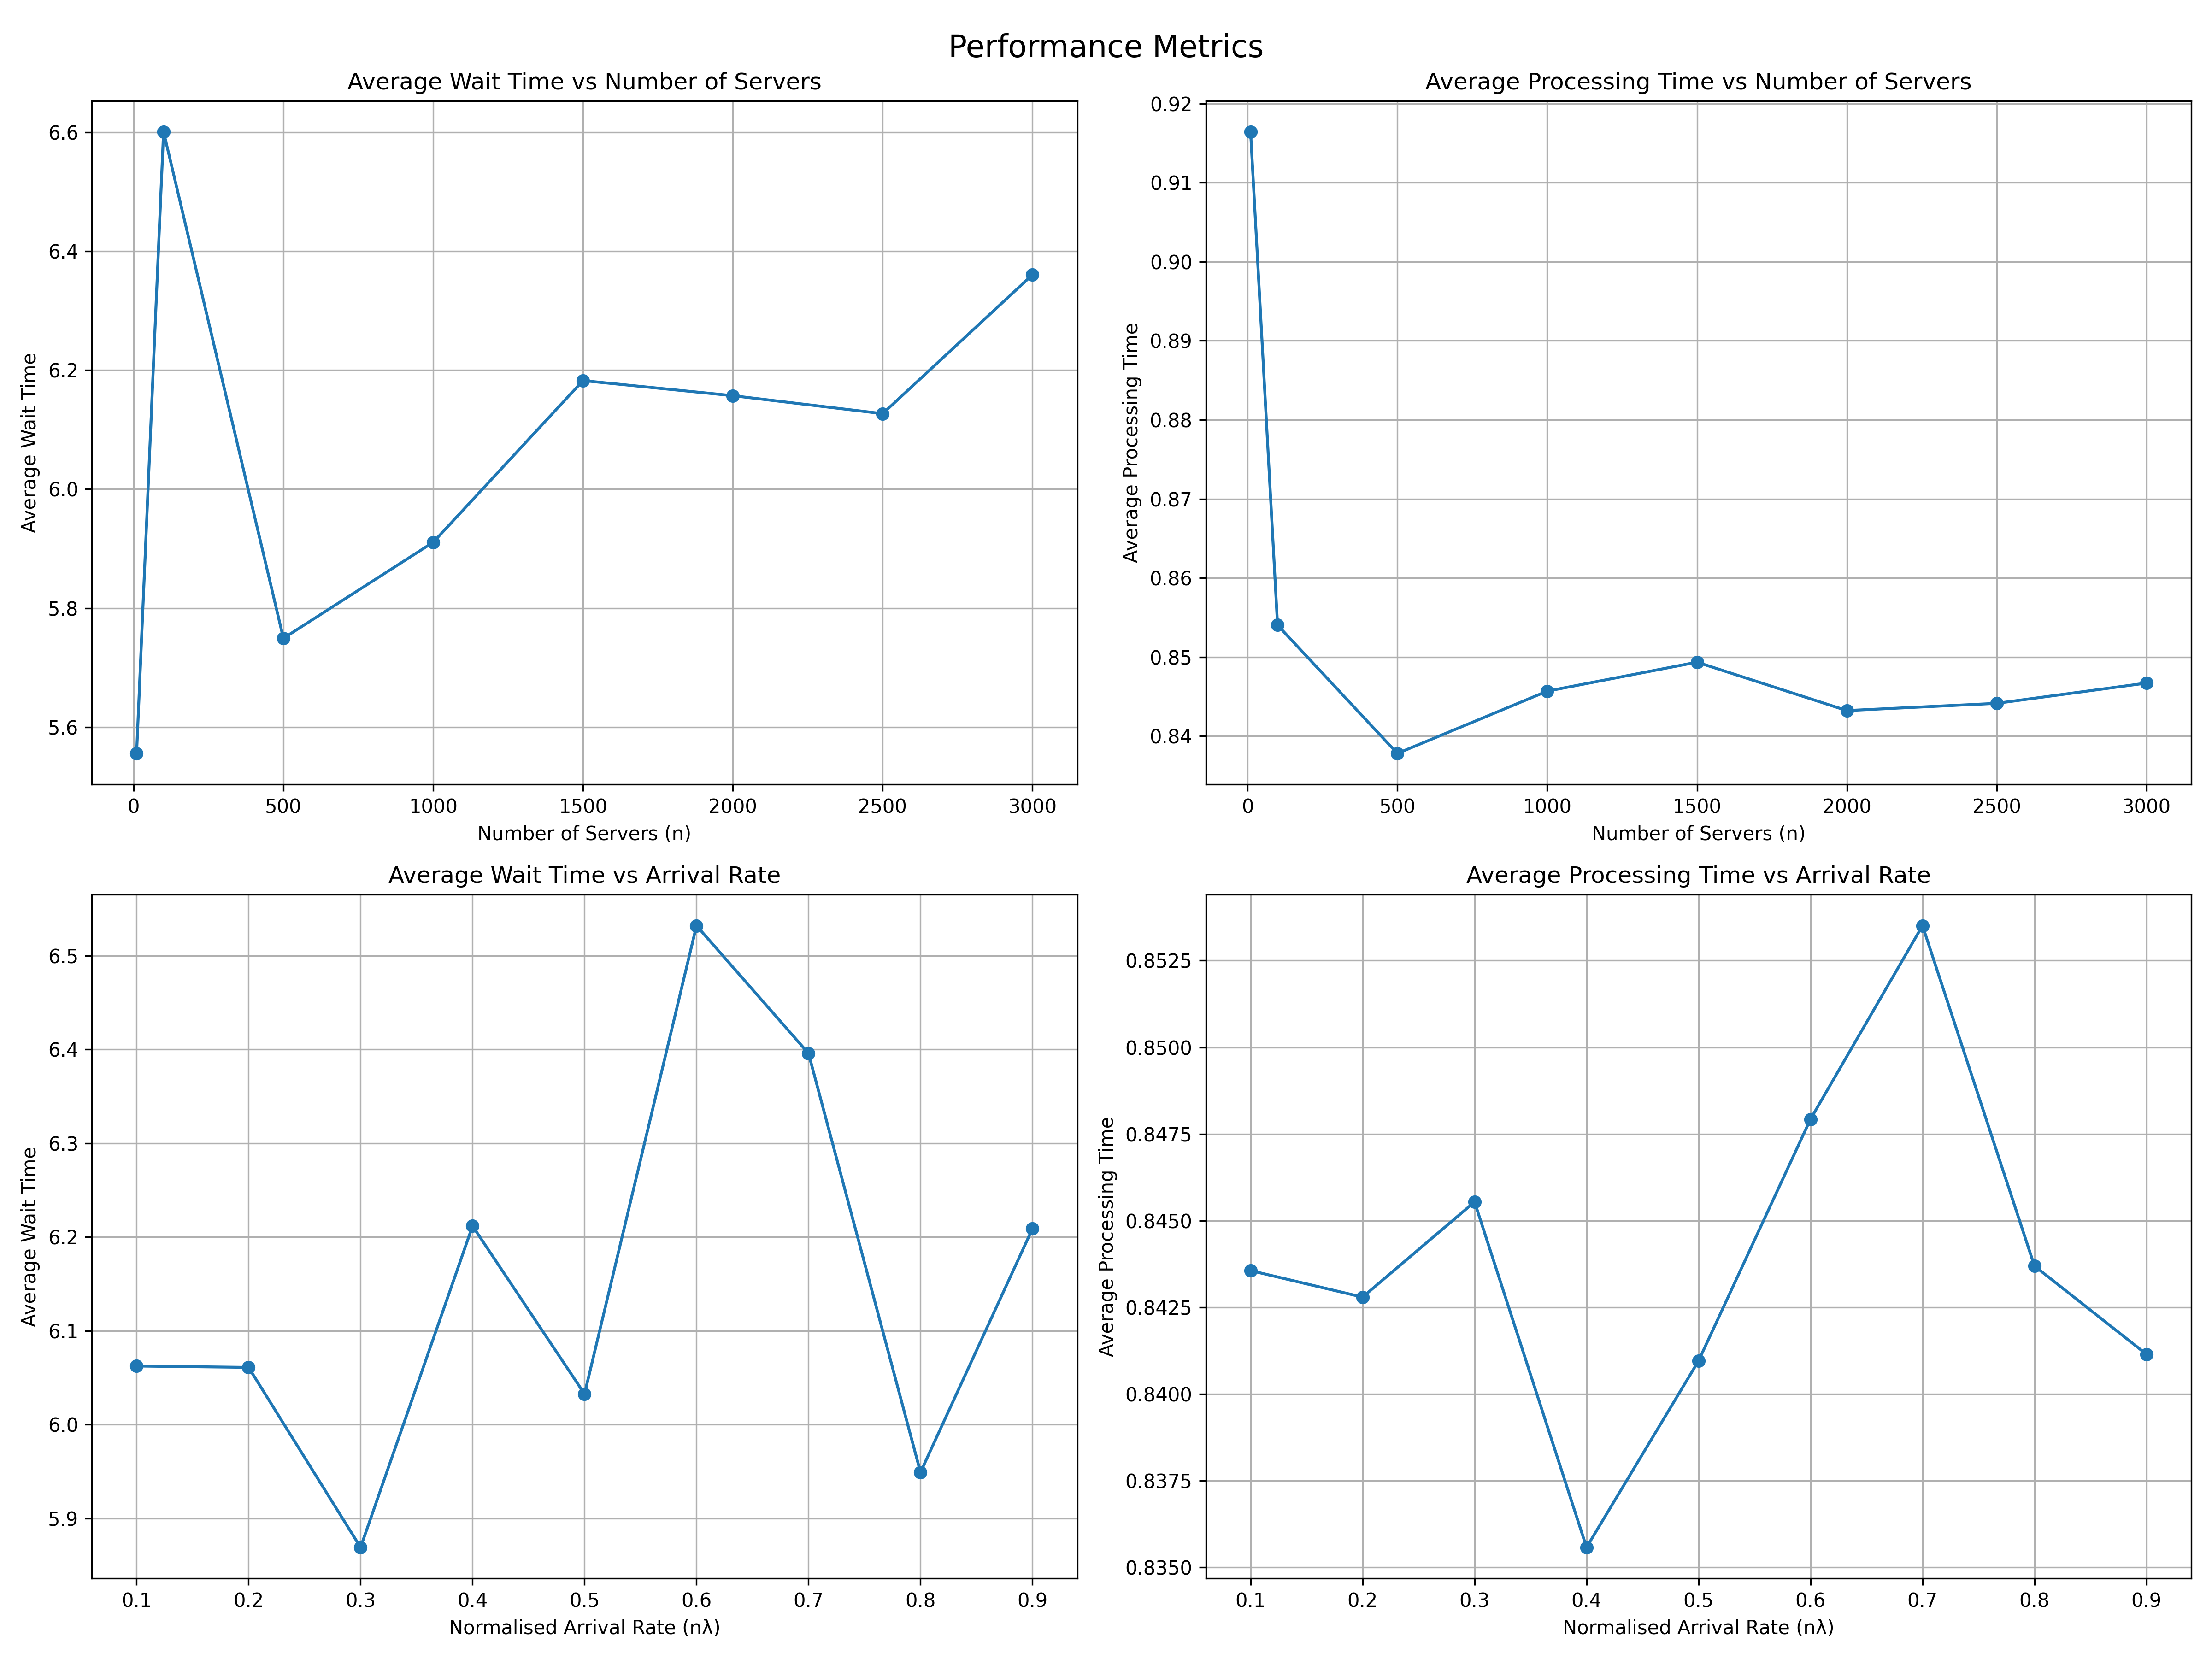 Performance Metrics
Average Wait Time vs Number of Servers
6.6
6.4
6.2
6.0
5.8
5.6
Average Wait Time
0 500 1000 1500 2000 2500 3000
Number of Servers (n)
Average Processing Time vs Number of Servers
0.92
0.91
0.90
0.89
0.88
0.87
0.86
0.85
0.84
Average Processing Time
0 500 1000 1500 2000 2500 3000
Number of Servers (n)
Average Wait Time vs Arrival Rate
6.5
6.4
6.3
6.2
6.1
6.0
5.9
Average Wait Time
0.1 0.2 0.3 0.4 0.5 0.6 0.7 0.8 0.9
Normalised Arrival Rate (nλ)
Average Processing Time vs Arrival Rate
0.8525
0.8500
0.8475
0.8450
0.8425
0.8400
0.8375
0.8350
Average Processing Time
0.1 0.2 0.3 0.4 0.5 0.6 0.7 0.8 0.9
Normalised Arrival Rate (nλ)